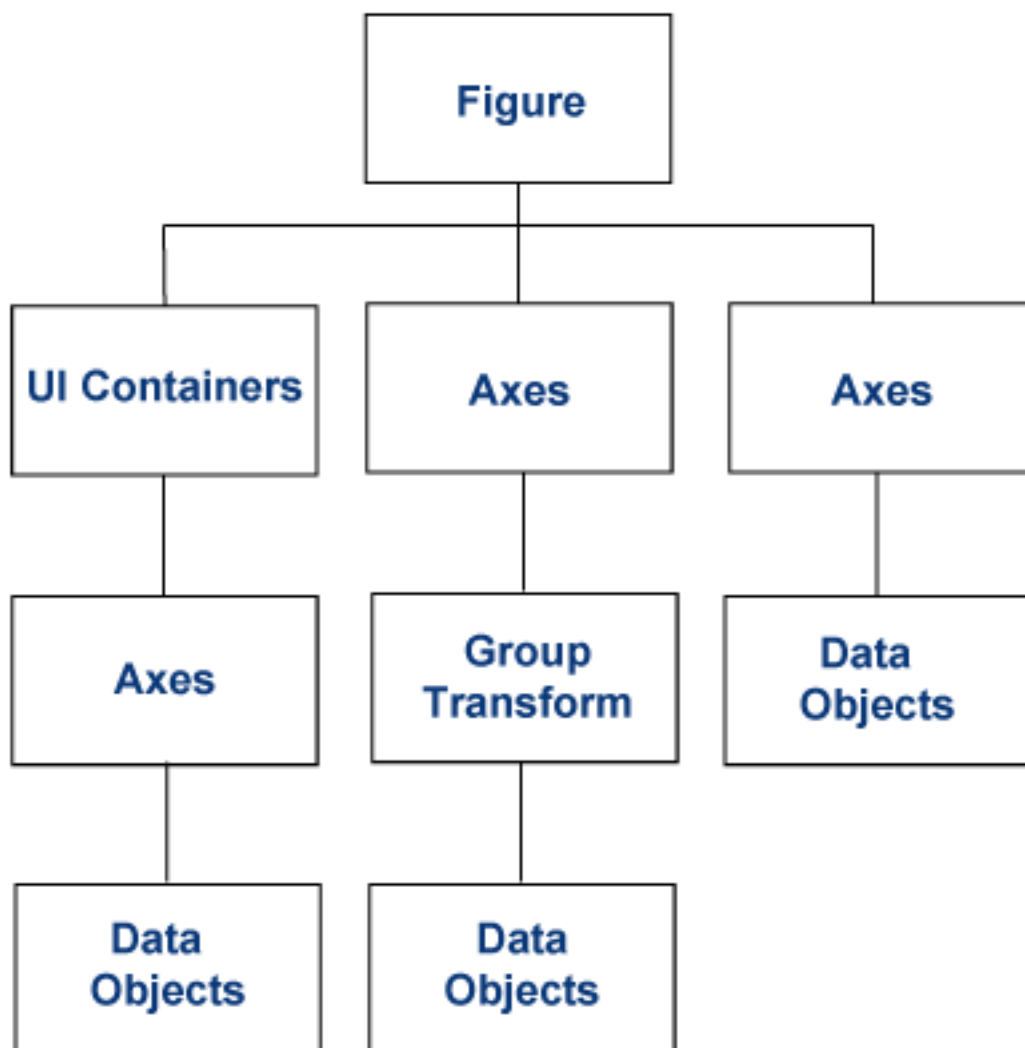 Figure
UI Containers
Axes
Axes
Axes
Group
Transform
Data
Objects
Data
Objects
Data
Objects